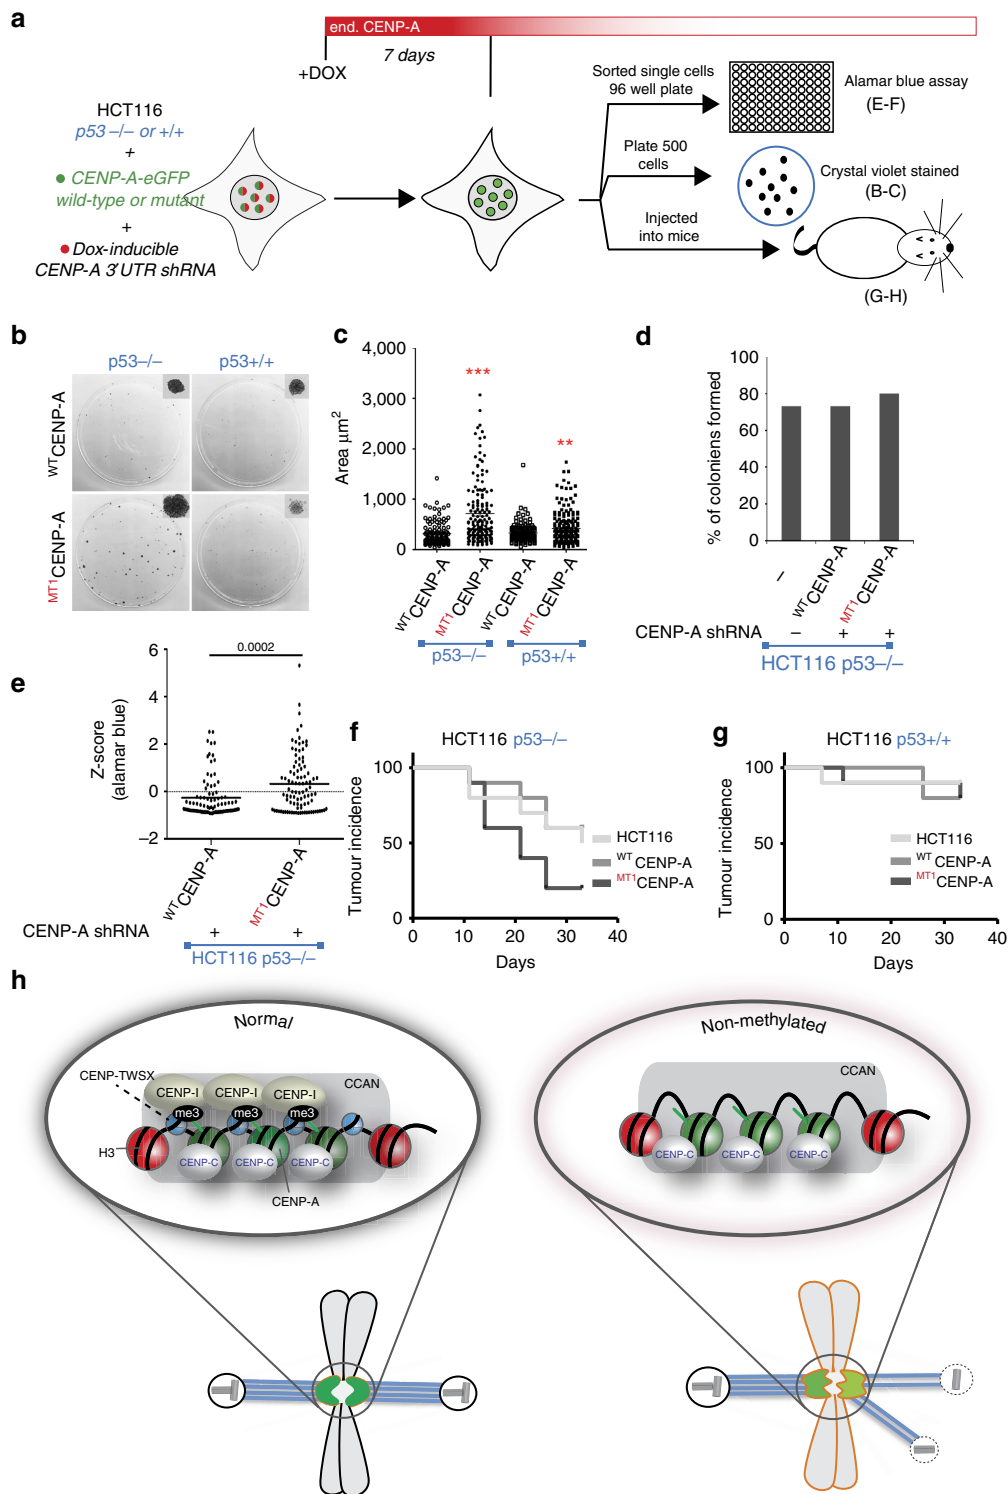 a
end. CENP-A
+DOX
7 days
HCT116
p53 –/– or +/+
+
CENP-A-eGFP
wild-type or mutant
+
Dox-inducible
CENP-A 3′UTR shRNA
Sorted single cells
96 well plate
Alamar blue assay
(E-F)
Plate 500
cells
Crystal violet stained
(B-C)
Injected
into mice
(G-H)
b
p53–/–
p53+/+
WTCENP-A
MT1CENP-A
c
Area μm2
4,000
3,000
2,000
1,000
0
***
**
WTCENP-A
MT1CENP-A
WTCENP-A
MT1CENP-A
p53–/–
p53+/+
d
% of coloniens formed
100
80
60
40
20
0
–
WTCENP-A
MT1CENP-A
CENP-A shRNA
–
+
+
HCT116 p53–/–
e
Z-score
(alamar blue)
6
4
2
0
–2
0.0002
WTCENP-A
MT1CENP-A
CENP-A shRNA
+
+
HCT116 p53–/–
f
HCT116 p53–/–
Tumour incidence
100
50
0
0
10
20
30
40
Days
HCT116
WTCENP-A
MT1CENP-A
g
HCT116 p53+/+
Tumour incidence
100
50
0
0
10
20
30
40
Days
HCT116
WTCENP-A
MT1CENP-A
h
Normal
CENP-TWSX
CENP-I
CENP-I
CENP-I
CCAN
me3
me3
me3
H3
CENP-C
CENP-C
CENP-C
CENP-A
Non-methylated
CCAN
CENP-C
CENP-C
CENP-C